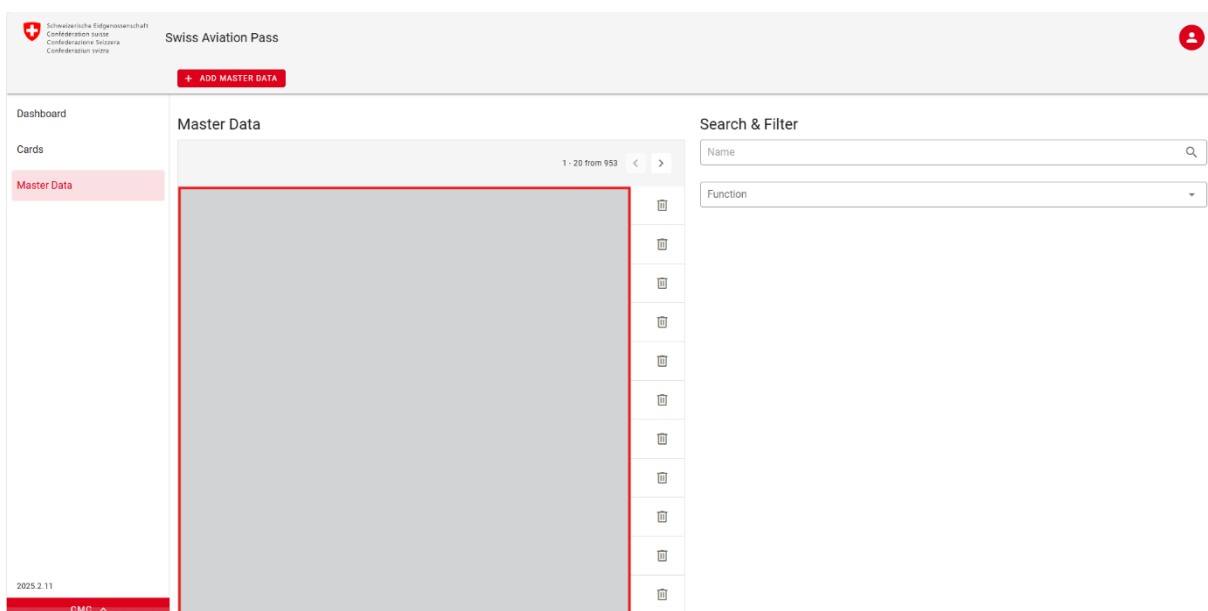 Schweizerische Eidgenossenschaft
Confédération suisse
Confederazione Svizzera
Confederaziun svizra
Swiss Aviation Pass
+ ADD MASTER DATA
Dashboard
Cards
Master Data
2025.2.11
CMC
Master Data
1 - 20 from 953
Search & Filter
Name
Function